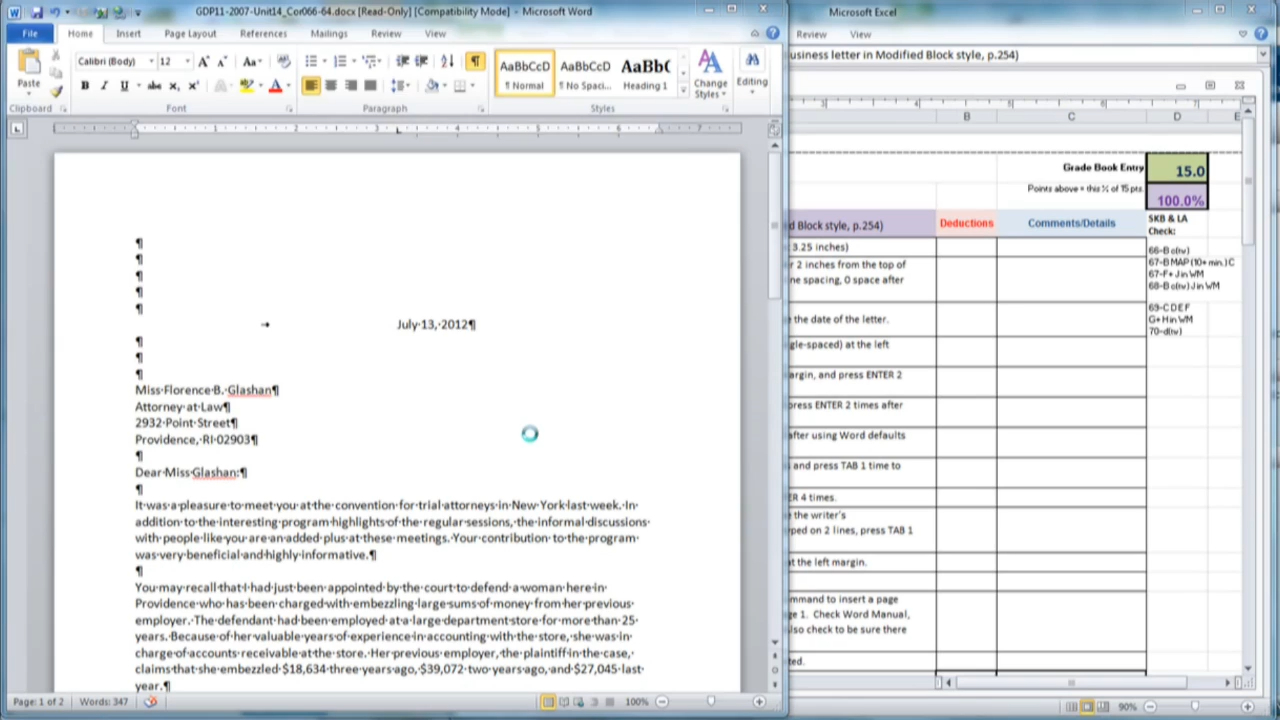 GDP11-2007-Unit14_Cor066-64.docx [Read-Only] [Compatibility Mode] - Microsoft Word
File Home Insert Page Layout References Mailings Review View
Calibri (Body) 12
Paste
AaBbCcD AaBbCcD AaBbC
¶ Normal ¶ No Spaci... Heading 1
Change Styles
Editing
Clipboard Font Paragraph Styles
July 13, 2012¶
Miss Florence B. Glashan¶
Attorney at Law¶
2932 Point Street¶
Providence, RI 02903¶
Dear Miss Glashan:¶
It was a pleasure to meet you at the convention for trial attorneys in New York last week. In
addition to the interesting program highlights of the regular sessions, the informal discussions
with people like you are an added plus at these meetings. Your contribution to the program
was very beneficial and highly informative.¶
You may recall that I had just been appointed by the court to defend a woman here in
Providence who has been charged with embezzling large sums of money from her previous
employer. The defendant had been employed at a large department store for more than 25
years. Because of her valuable years of experience in accounting with the store, she was in
charge of accounts receivable at the store. Her previous employer, the plaintiff in the case,
claims that she embezzled $18,634 three years ago, $39,072 two years ago, and $27,045 last
year.¶
Page: 1 of 2 Words: 347 100%
Microsoft Excel
Review View
usiness letter in Modified Block style, p.254)
B C D E
Grade Book Entry 15.0
Points above = this % of 15 pts. 100.0%
d Block style, p.254) Deductions Comments/Details SKB & LA
Check:
3.25 inches)
r 2 inches from the top of
ne spacing, 0 space after
the date of the letter.
gle-spaced) at the left
argin, and press ENTER 2
press ENTER 2 times after
after using Word defaults
and press TAB 1 time to
ER 4 times.
the writer's
rped on 2 lines, press TAB 1
at the left margin.
mmand to insert a page
ge 1. Check Word Manual,
lso check to be sure there
ted.
67-F+ J in WM
69-CDEF
G+H in WM
90%